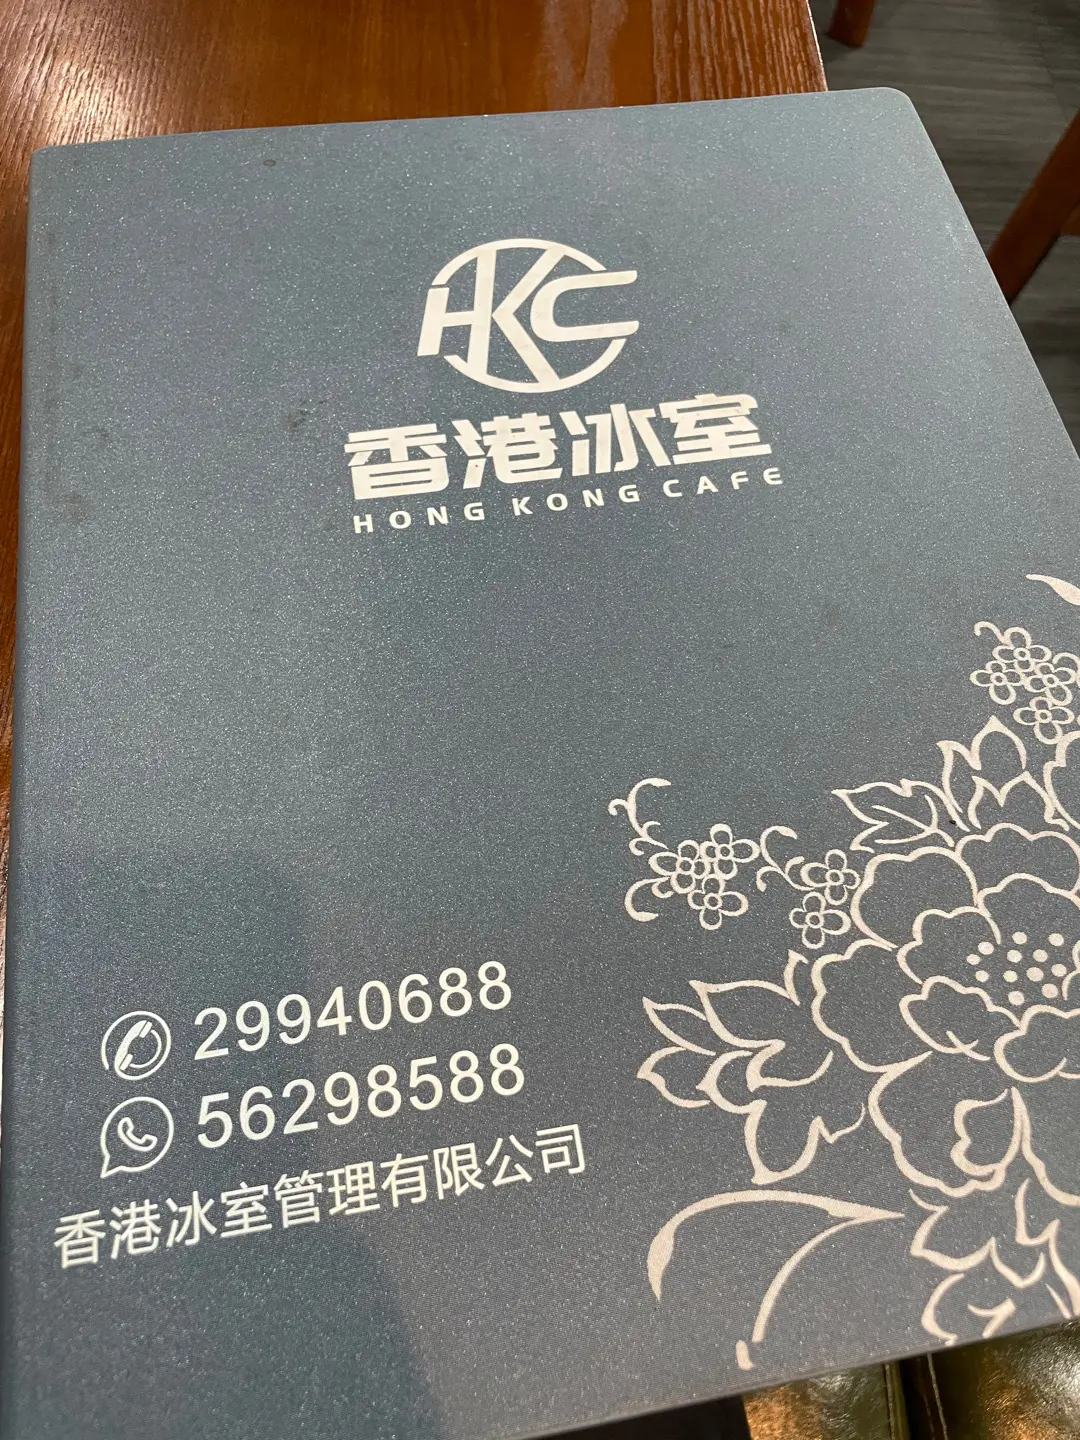 HKC
香港冰室
HONG KONG CAFE
29940688
56298588
香港冰室管理有限公司